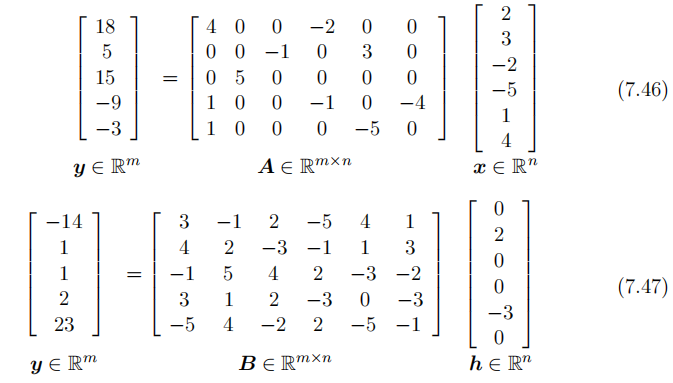 [ 18 ] = [ 4 0 0 −2 0 0 ] [ 2 ]
[ 5 ] [ 0 0 −1 0 3 0 ] [ 3 ]
[ 15 ] [ 0 5 0 0 0 0 ] [ −2 ]
[ −9 ] [ 1 0 0 −1 0 −4 ] [ −5 ]
[ −3 ] [ 1 0 0 0 −5 0 ] [ 1 ]
[ 4 ]
(7.46)
y ∈ ℝ^m A ∈ ℝ^{m×n} x ∈ ℝ^n
[ −14 ] = [ 3 −1 2 −5 4 1 ] [ 0 ]
[ 1 ] [ 4 2 −3 −1 1 3 ] [ 2 ]
[ 1 ] [ −1 5 4 2 −3 −2 ] [ 0 ]
[ 2 ] [ 3 1 2 −3 0 −3 ] [ 0 ]
[ 23 ] [ −5 4 −2 2 −5 −1 ] [ −3 ]
[ 0 ]
(7.47)
y ∈ ℝ^m B ∈ ℝ^{m×n} h ∈ ℝ^n